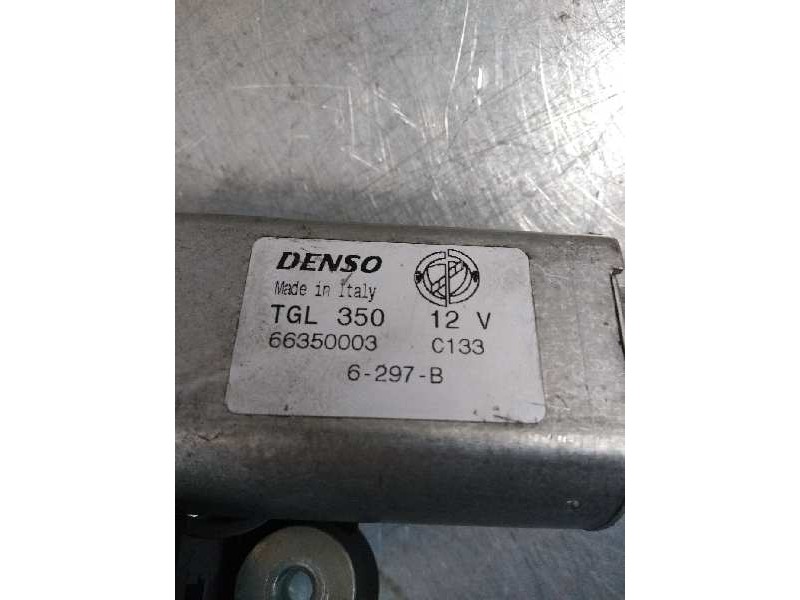 DENSO
Made in Italy
TGL 350 12 V
66350003 C133
6-297-B